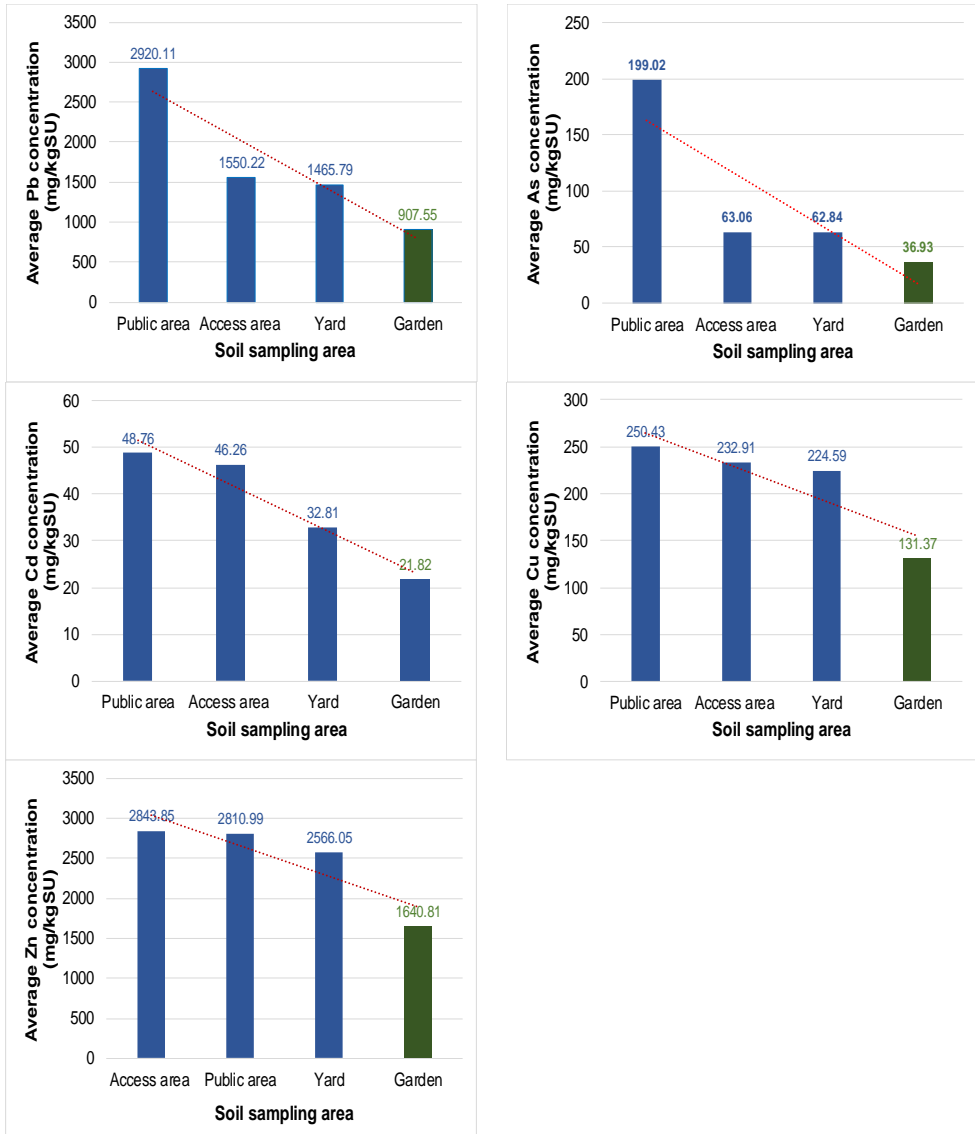 Average Pb concentration
(mg/kgSU)
3500
3000
2500
2000
1500
1000
500
0
2920.11
1550.22
1465.79
907.55
Public area Access area Yard Garden
Soil sampling area
Average As concentration
(mg/kgSU)
250
200
150
100
50
0
199.02
63.06
62.84
36.93
Public area Access area Yard Garden
Soil sampling area
Average Cd concentration
(mg/kgSU)
60
50
40
30
20
10
0
48.76
46.26
32.81
21.82
Public area Access area Yard Garden
Soil sampling area
Average Cu concentration
(mg/kgSU)
300
250
200
150
100
50
0
250.43
232.91
224.59
131.37
Public area Access area Yard Garden
Soil sampling area
Average Zn concentration
(mg/kgSU)
3500
3000
2500
2000
1500
1000
500
0
2843.85
2810.99
2566.05
1640.81
Access area Public area Yard Garden
Soil sampling area